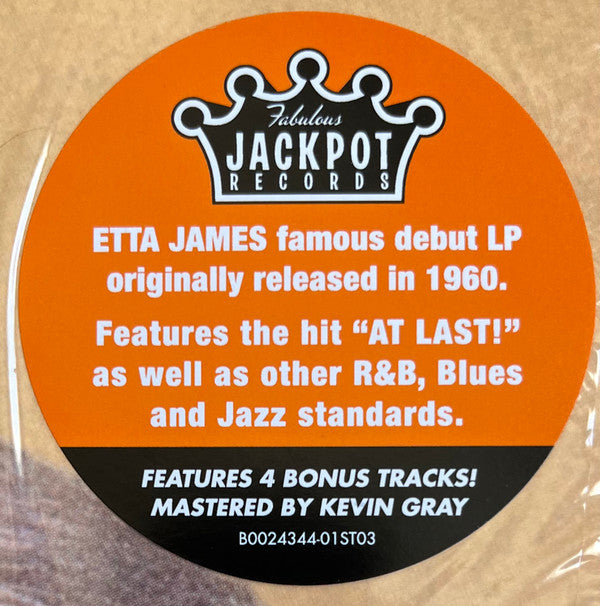 Fabulous
JACKPOT
RECORDS
ETTA JAMES famous debut LP
originally released in 1960.
Features the hit “AT LAST!”
as well as other R&B, Blues
and Jazz standards.
FEATURES 4 BONUS TRACKS!
MASTERED BY KEVIN GRAY
B0024344-01ST03